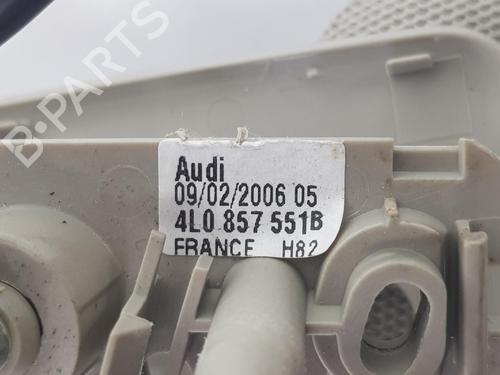 B-PARTS
Audi
09/02/2006 05
4L0 857 551B
FRANCE H82